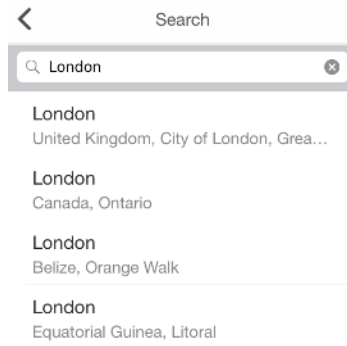 Search
London
London
United Kingdom, City of London, Grea...
London
Canada, Ontario
London
Belize, Orange Walk
London
Equatorial Guinea, Litoral